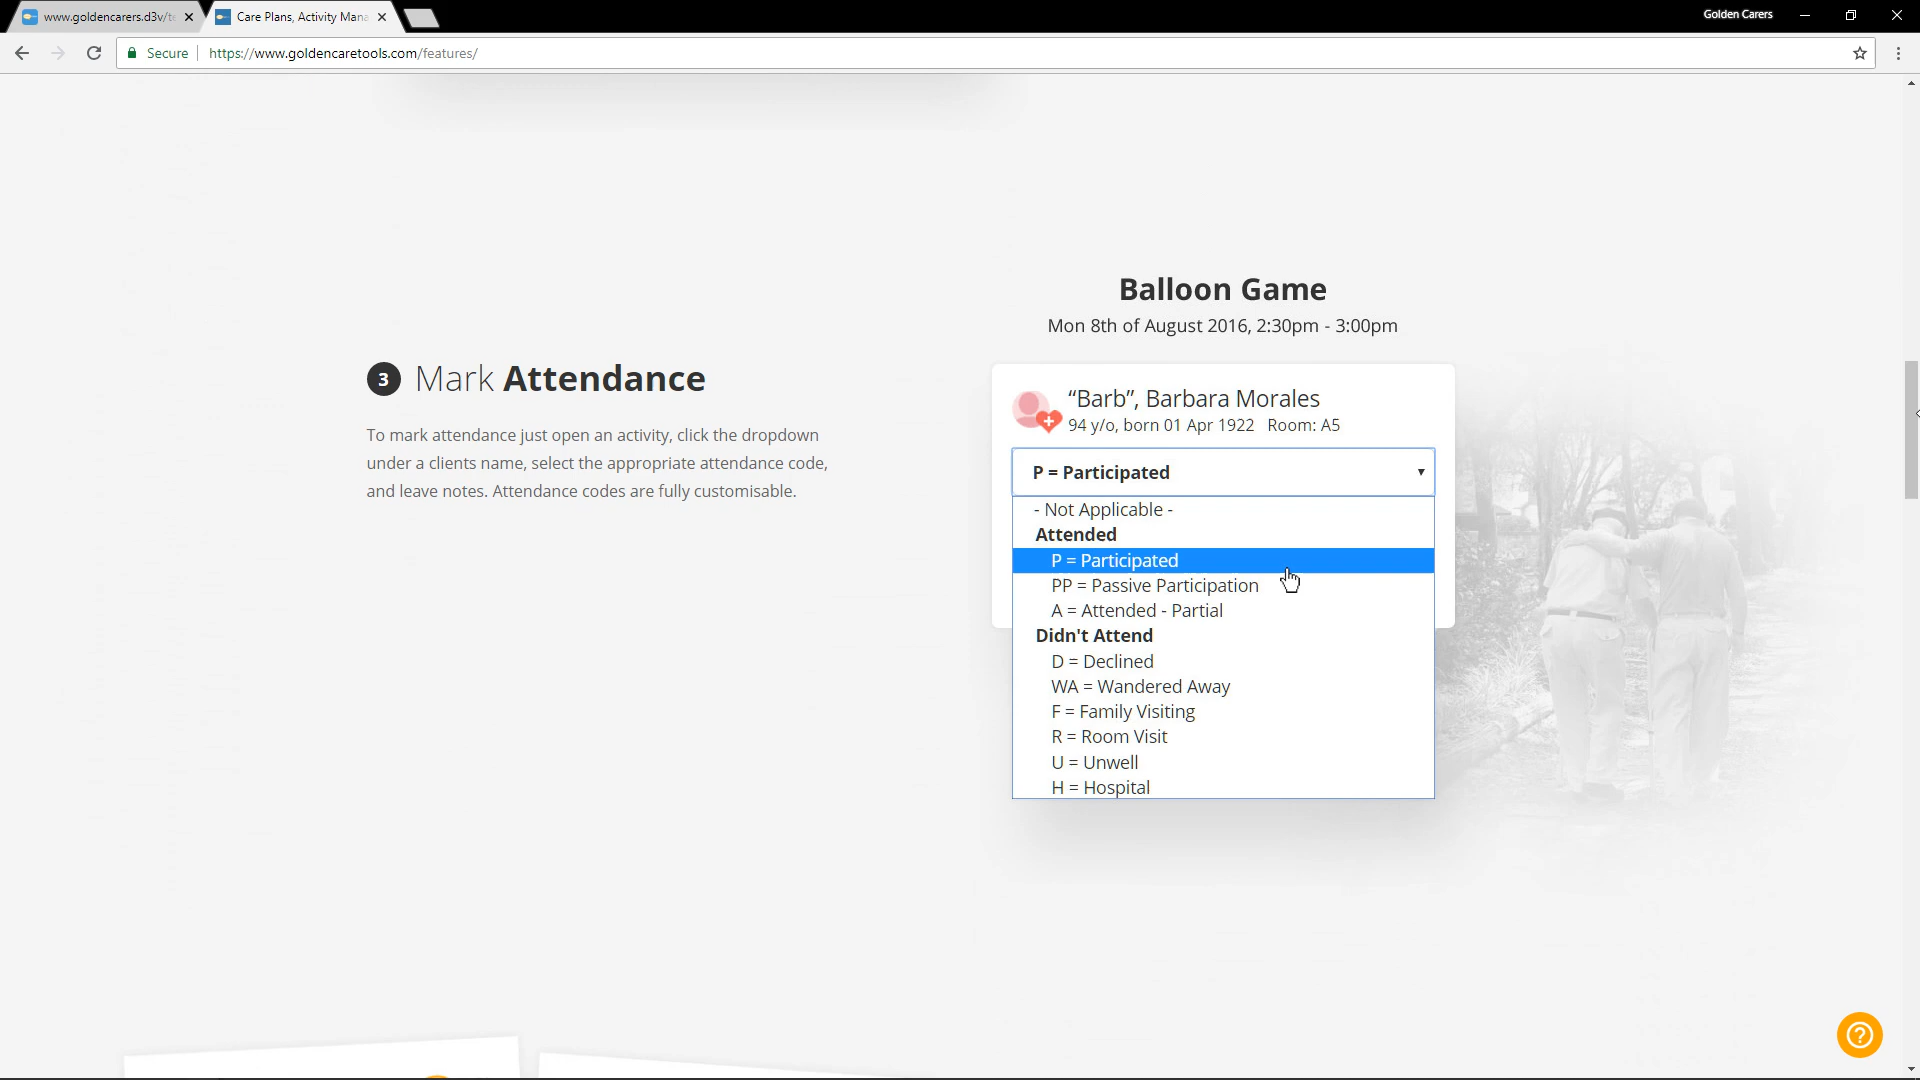 www.goldencarers.d3v/te
Care Plans, Activity Mana
Golden Carers
Secure
https://www.goldencaretools.com/features/
Balloon Game
Mon 8th of August 2016, 2:30pm - 3:00pm
3 Mark Attendance
To mark attendance just open an activity, click the dropdown
under a clients name, select the appropriate attendance code,
and leave notes. Attendance codes are fully customisable.
“Barb”, Barbara Morales
94 y/o, born 01 Apr 1922 Room: A5
P = Participated
- Not Applicable -
Attended
P = Participated
PP = Passive Participation
A = Attended - Partial
Didn't Attend
D = Declined
WA = Wandered Away
F = Family Visiting
R = Room Visit
U = Unwell
H = Hospital